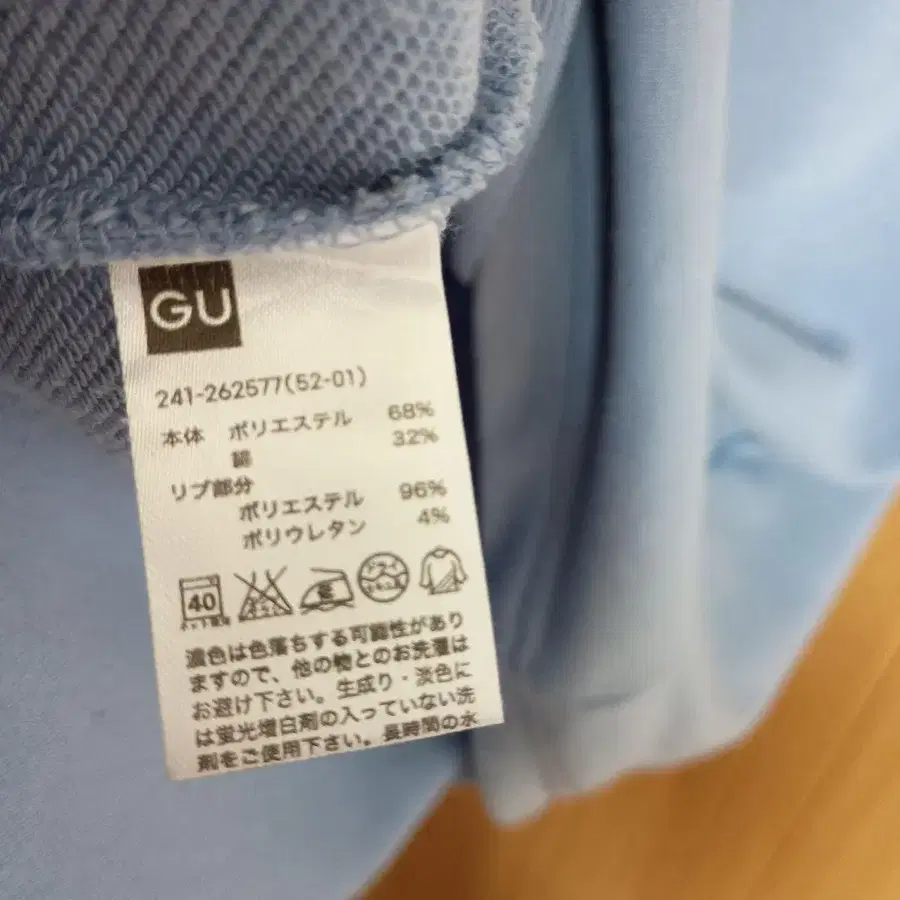 GU
241-262577(52-01)
本体 ポリエステル 68%
綿 32%
リブ部分
ポリエステル 96%
ポリウレタン 4%
40
濃色は色落ちする可能性があり
ますので、他の物とのお洗濯は
お避け下さい。生成り・淡色に
は蛍光増白剤の入っていない洗
剤をご使用下さい。長時間の水